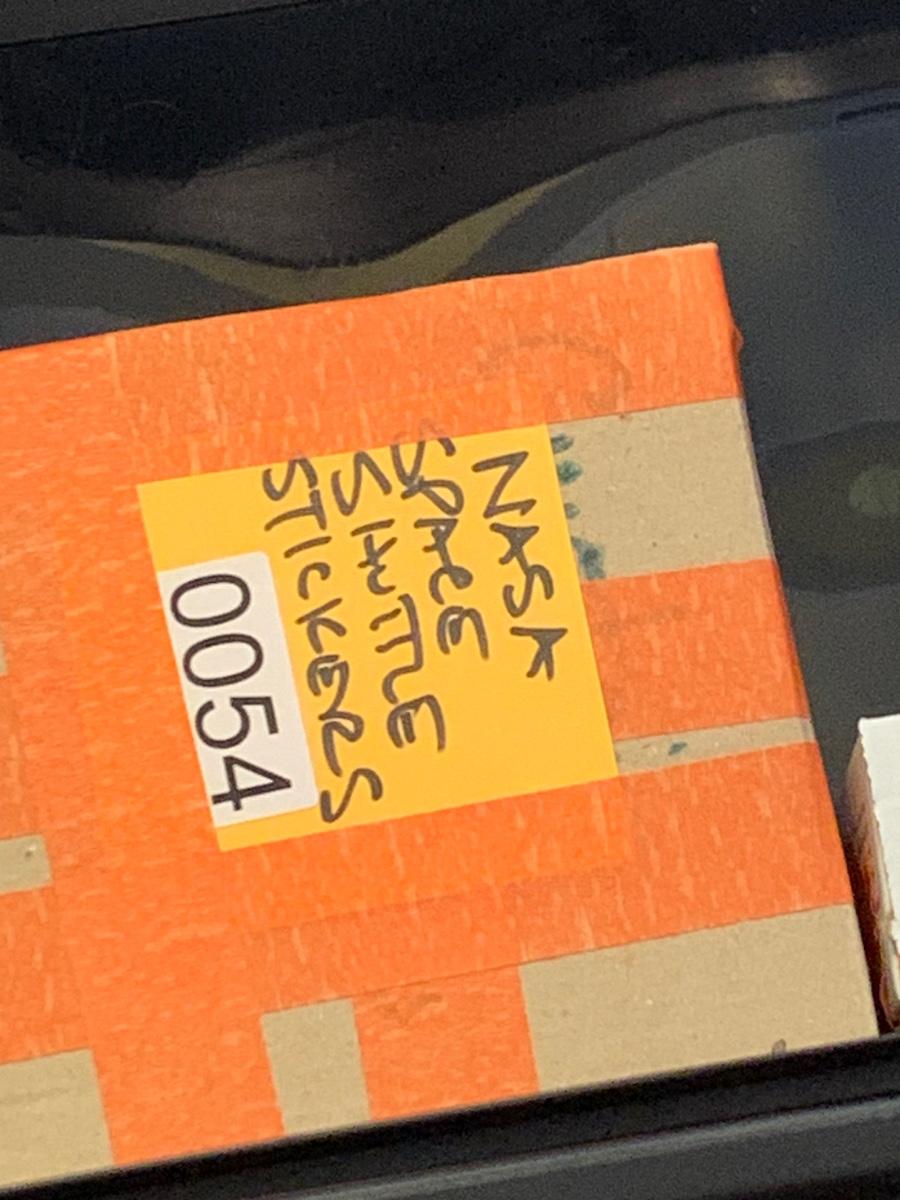 NASA
SPACE
SHUTTLE
STICKERS
0054